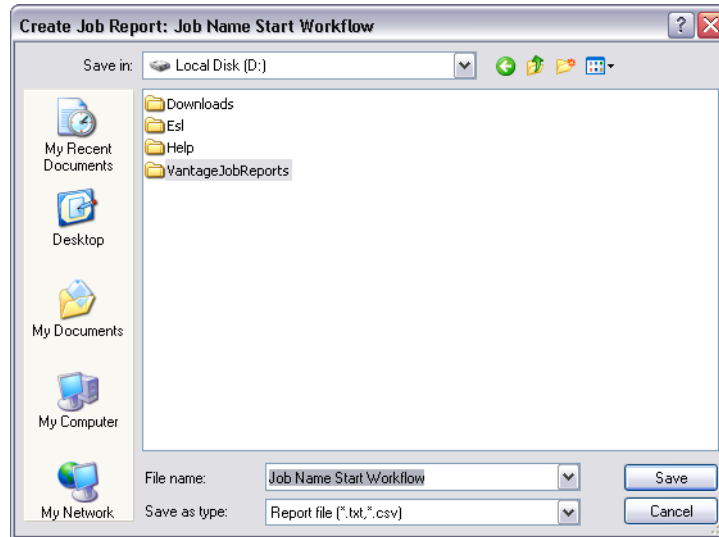 Create Job Report: Job Name Start Workflow
Save in:
Local Disk (D:)
My Recent
Documents
Desktop
My Documents
My Computer
My Network
Downloads
Esl
Help
VantageJobReports
File name:
Job Name Start Workflow
Save
Save as type:
Report file (*.txt,*.csv)
Cancel